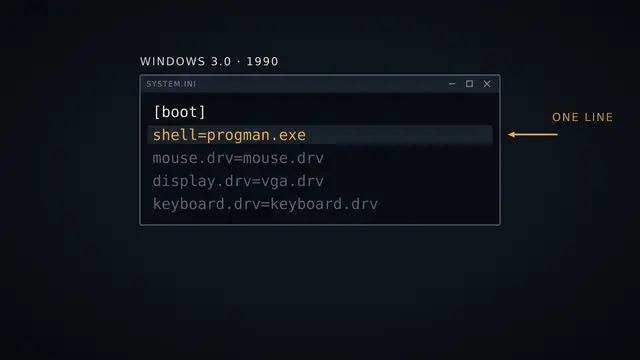 WINDOWS 3.0 · 1990
SYSTEM.INI
[boot]
shell=progman.exe
ONE LINE
mouse.drv=mouse.drv
display.drv=vga.drv
keyboard.drv=keyboard.drv